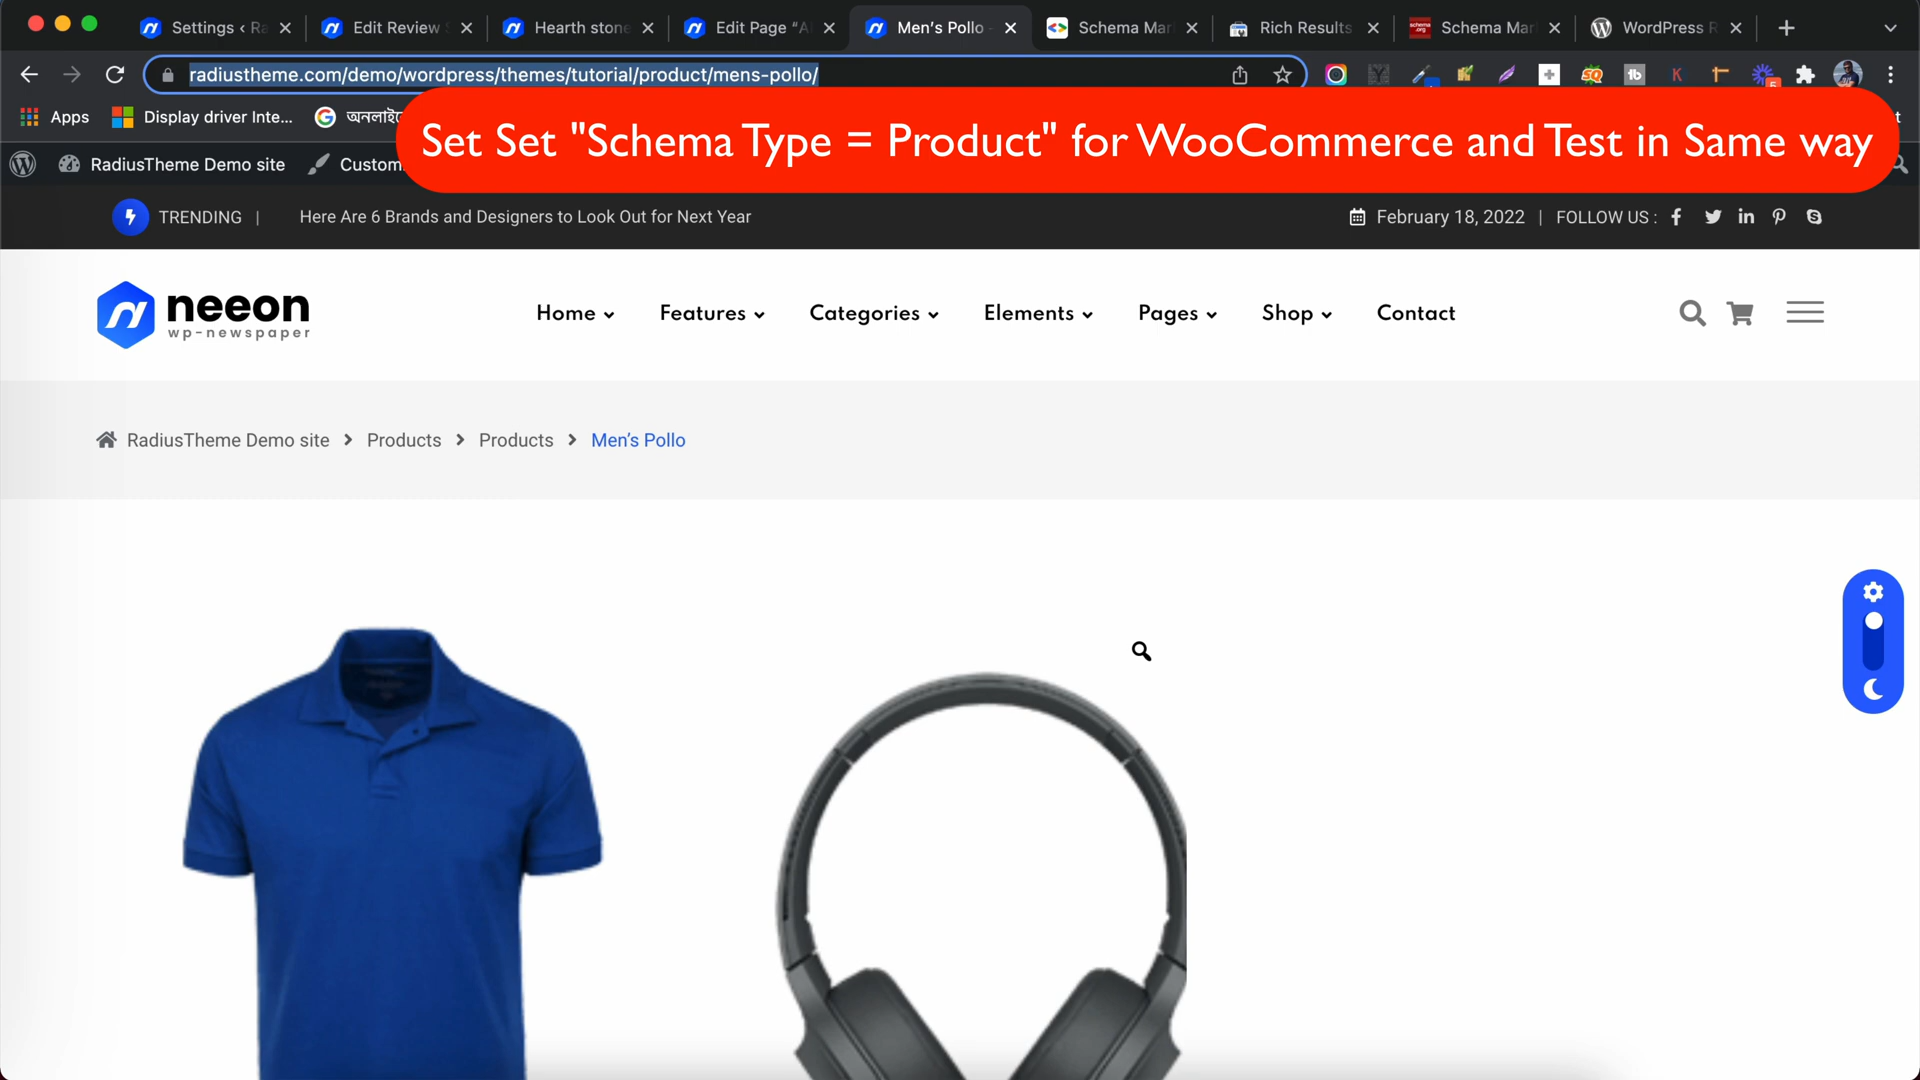 Settings ‹ Ra
Edit Review S
Hearth stone
Edit Page “A
Men’s Pollo –
Schema Mar
Rich Results
Schema Mar
WordPress R
radiustheme.com/demo/wordpress/themes/tutorial/product/mens-pollo/
Apps
Display driver Inte...
Set Set "Schema Type = Product" for WooCommerce and Test in Same way
RadiusTheme Demo site
Custom
TRENDING |
Here Are 6 Brands and Designers to Look Out for Next Year
February 18, 2022 | FOLLOW US :
neeon
wp-newspaper
Home
Features
Categories
Elements
Pages
Shop
Contact
RadiusTheme Demo site
Products
Products
Men’s Pollo